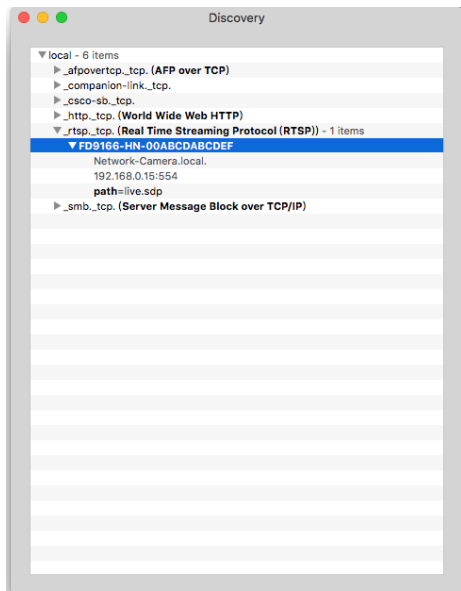 Discovery
local - 6 items
_afpovertcp._tcp. (AFP over TCP)
_companion-link._tcp.
_csco-sb._tcp.
_http._tcp. (World Wide Web HTTP)
_rtsp._tcp. (Real Time Streaming Protocol (RTSP)) - 1 items
FD9166-HN-00ABCDABCDEF
Network-Camera.local.
192.168.0.15:554
path=live.sdp
_smb._tcp. (Server Message Block over TCP/IP)